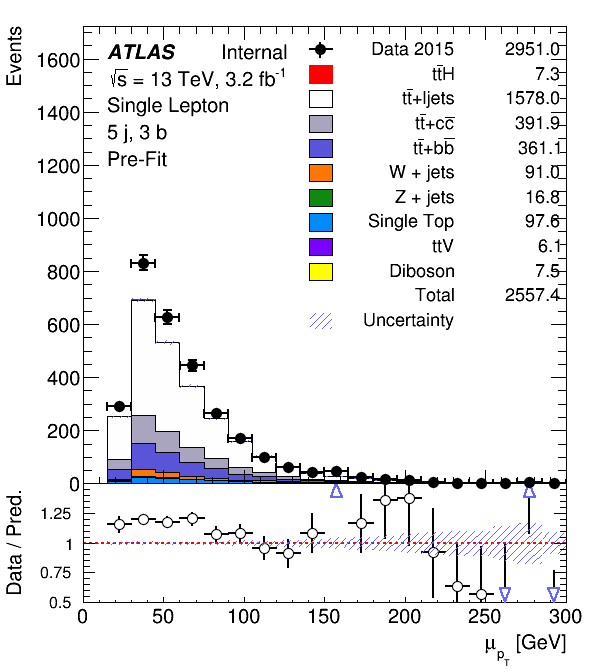 Events
1600
1400
1200
1000
800
600
400
200
0
ATLAS Internal
√s = 13 TeV, 3.2 fb⁻¹
Single Lepton
5 j, 3 b
Pre-Fit
Data 2015 2951.0
tt̄H 7.3
tt̄+ljets 1578.0
tt̄+cc̄ 391.9
tt̄+bb̄ 361.1
W + jets 91.0
Z + jets 16.8
Single Top 97.6
ttV 6.1
Diboson 7.5
Total 2557.4
Uncertainty
Data / Pred.
1.25
1
0.75
0.5
0 50 100 150 200 250 300
μ_pT [GeV]